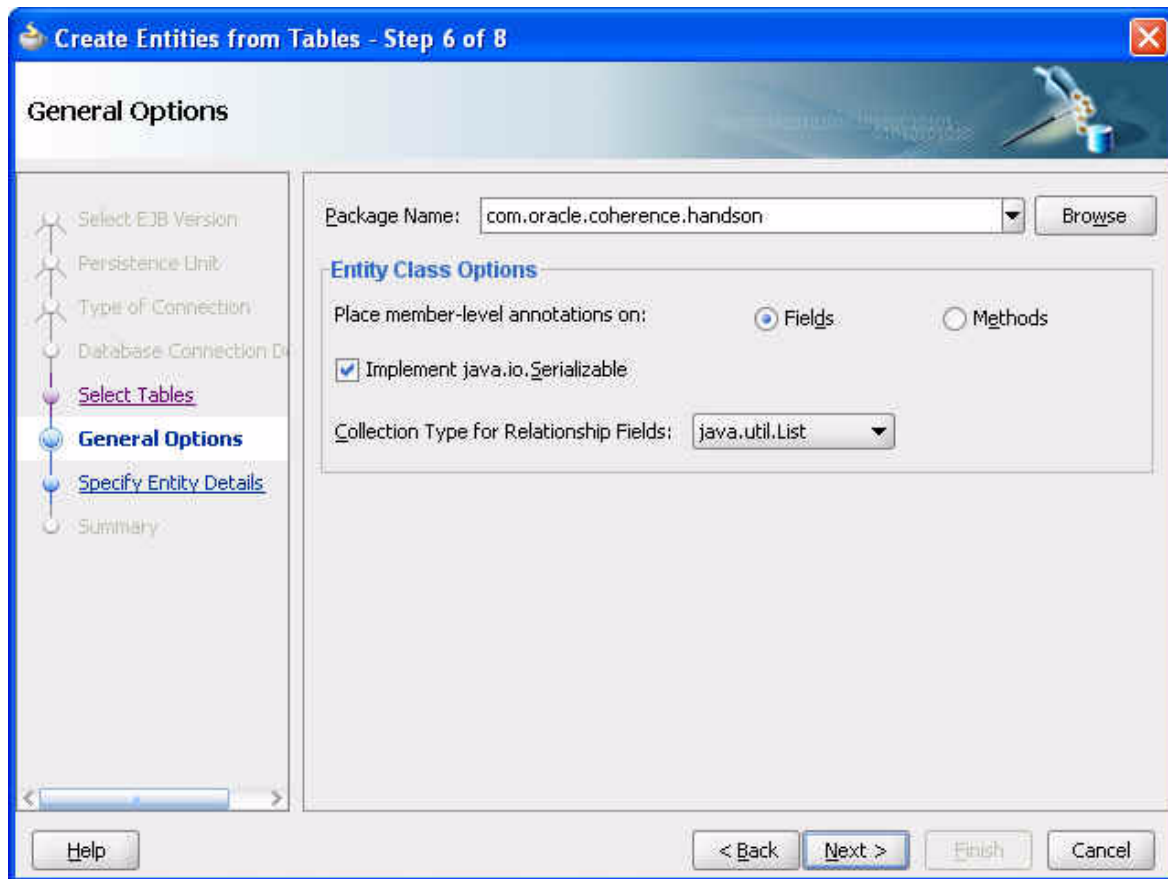 Create Entities from Tables - Step 6 of 8
General Options
Select EJB Version
Persistence Unit
Type of Connection
Database Connection De
Select Tables
General Options
Specify Entity Details
Summary
Package Name: com.oracle.coherence.handson Browse
Entity Class Options
Place member-level annotations on: Fields Methods
Implement java.io.Serializable
Collection Type for Relationship Fields: java.util.List
Help < Back Next > Finish Cancel